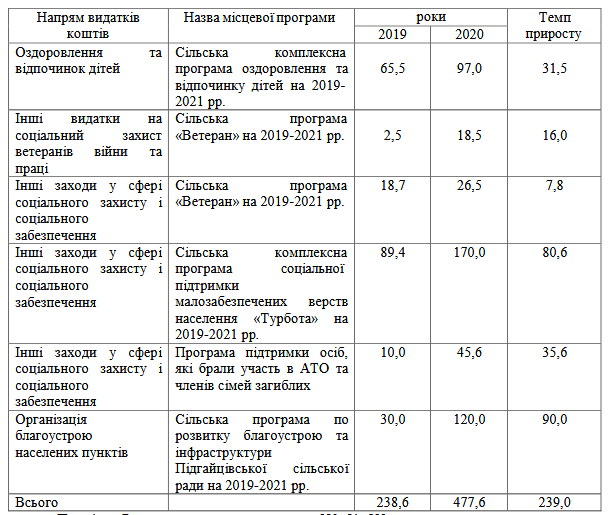 Напрям видатків коштів Назва місцевої програми роки Темп приросту
2019 2020
Оздоровлення та Сільська комплексна
відпочинок дітей програма оздоровлення та 65,5 97,0 31,5
відпочинку дітей на 2019-
2021 рр.
Інші видатки на Сільська програма
соціальний захист «Ветеран» на 2019-2021 рр. 2,5 18,5 16,0
ветеранів війни та
праці
Інші заходи у сфері Сільська програма 18,7 26,5 7,8
соціального захисту і «Ветеран» на 2019-2021 рр.
соціального
забезпечення
Інші заходи у сфері Сільська комплексна 89,4 170,0 80,6
соціального захисту і програма соціальної
соціального підтримки
забезпечення малозабезпечених верств
населення «Турбота» на
2019-2021 рр.
Інші заходи у сфері Програма підтримки осіб, 10,0 45,6 35,6
соціального захисту і які брали участь в АТО та
соціального членів сімей загиблих
забезпечення
Організація Сільська програма по 30,0 120,0 90,0
благоустрою розвитку благоустрою та
населених пунктів інфраструктури
Підгайцівської сільської
ради на 2019-2021 рр.
Всього 238,6 477,6 239,0